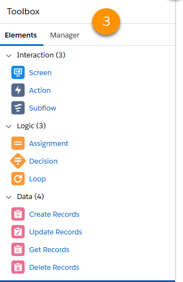 Toolbox
3
Elements Manager
Interaction (3)
Screen
Action
Subflow
Logic (3)
Assignment
Decision
Loop
Data (4)
Create Records
Update Records
Get Records
Delete Records